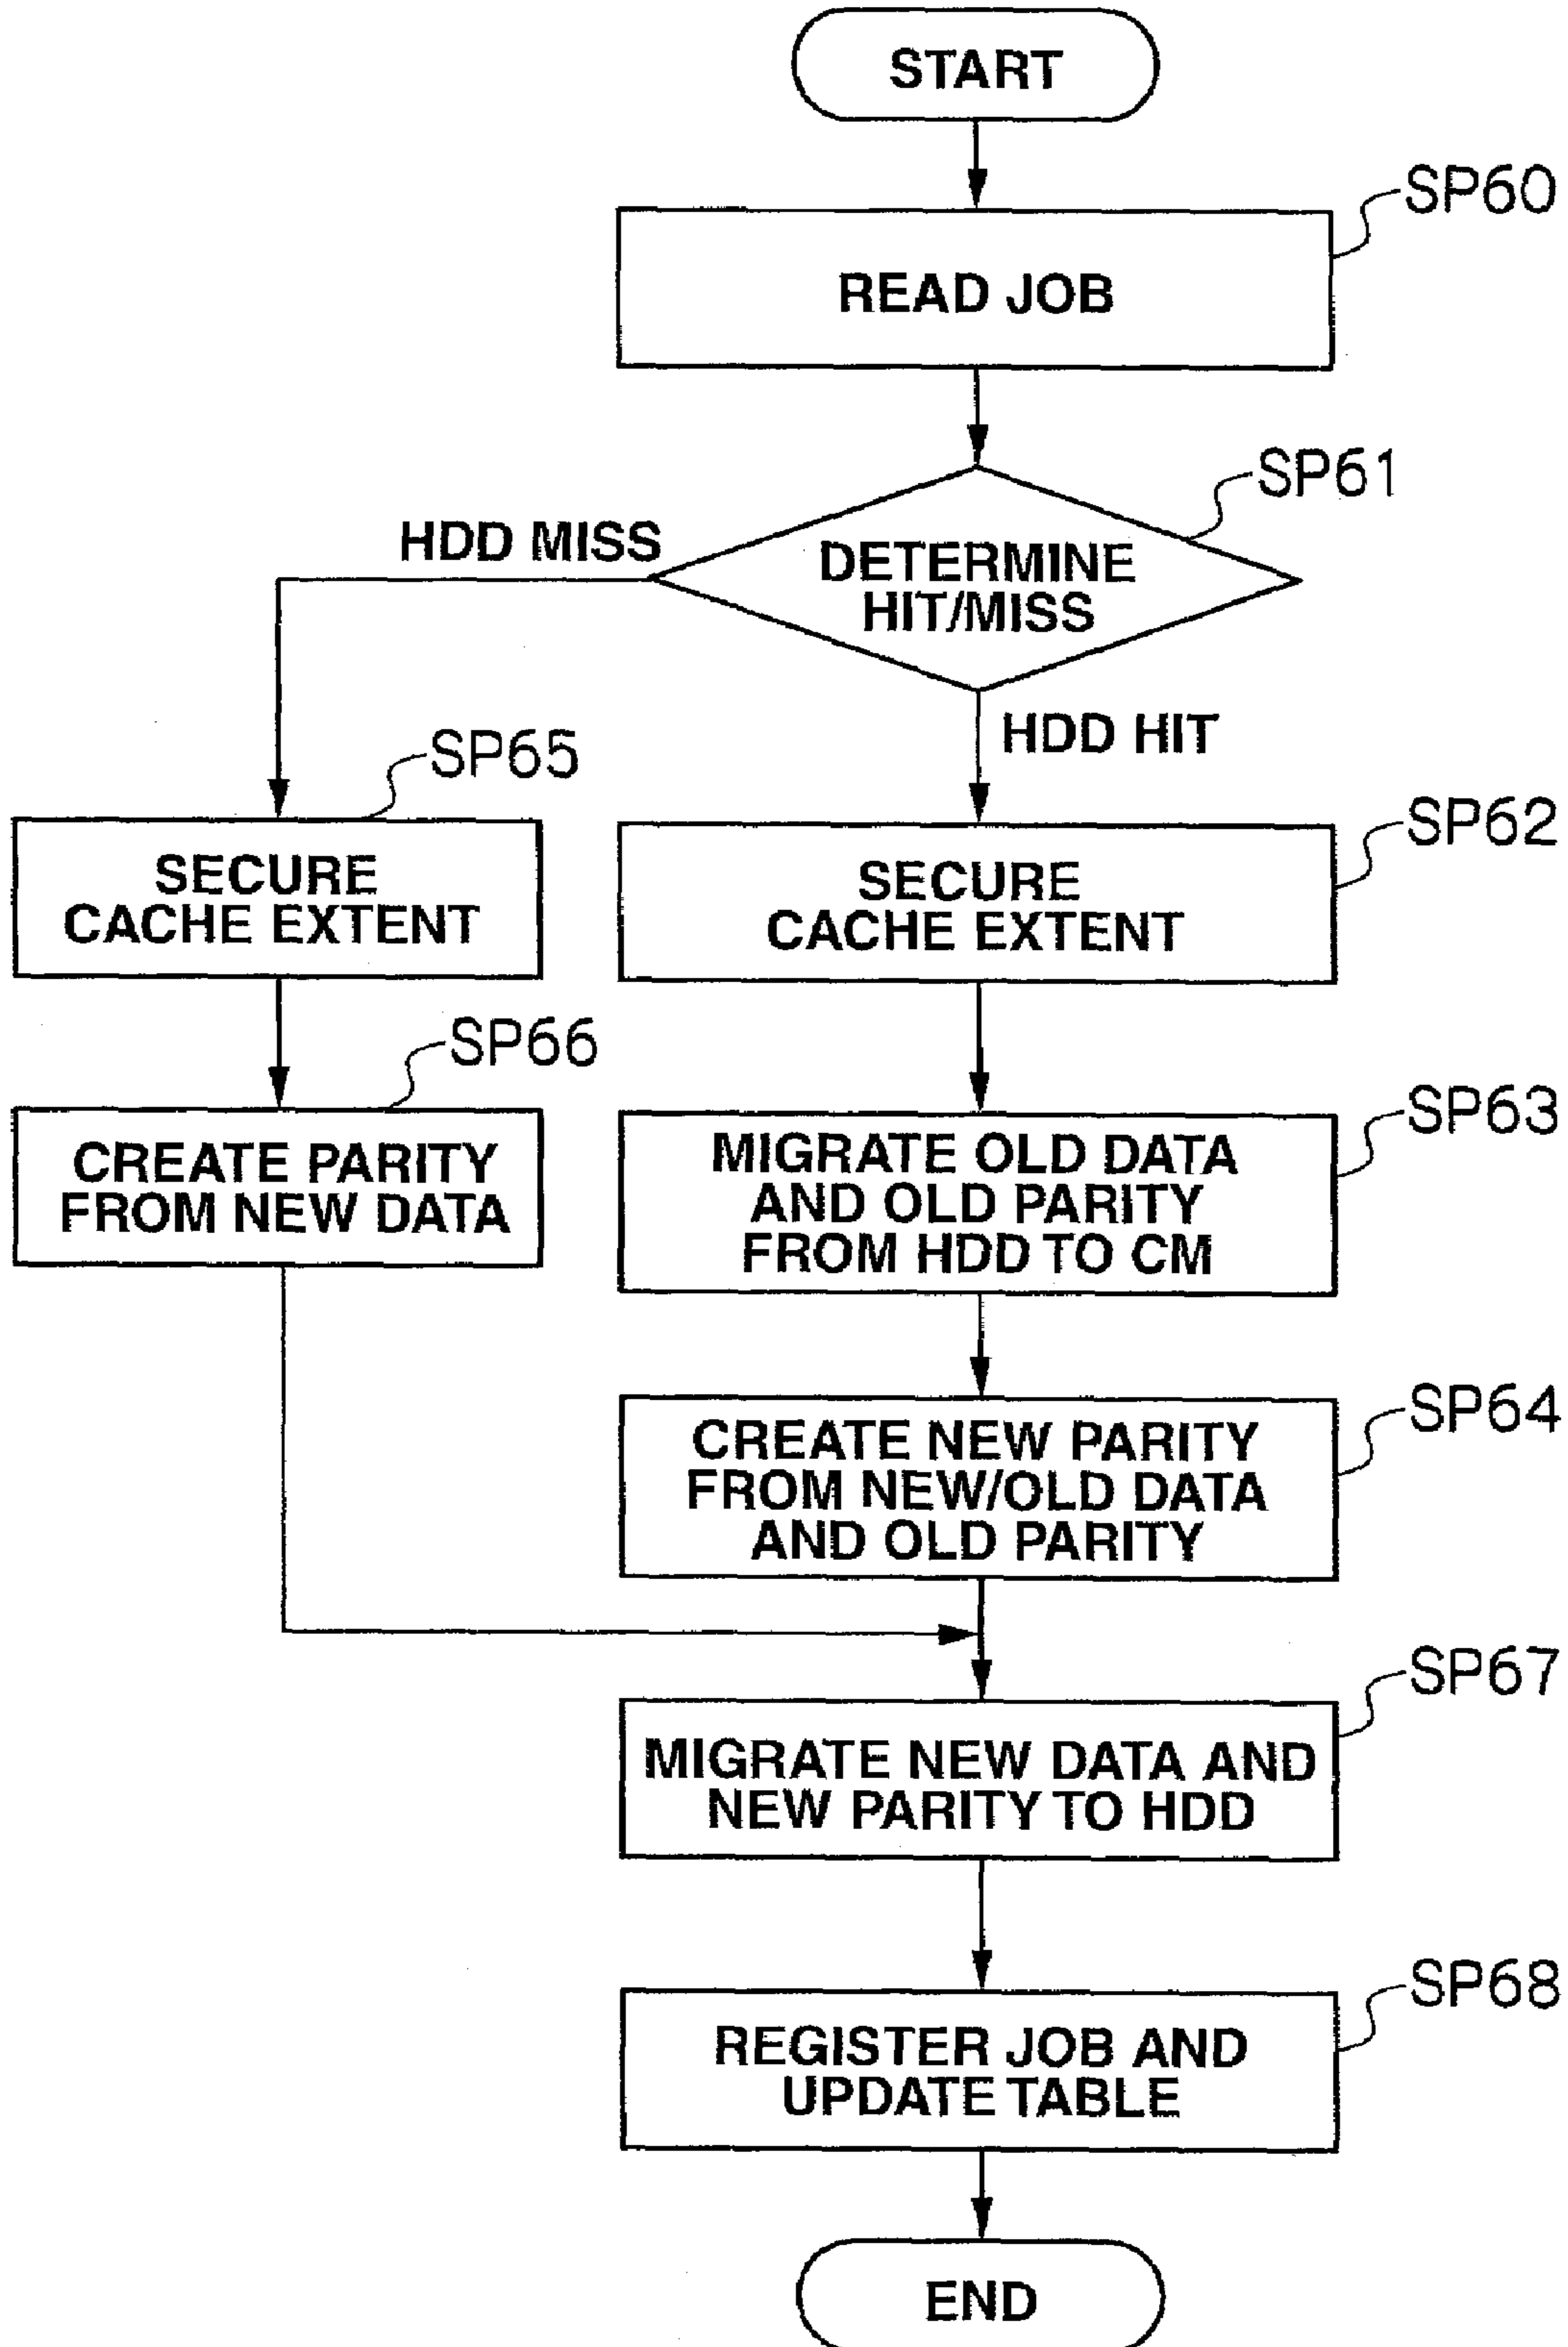 START
SP60
READ JOB
SP61
HDD MISS
DETERMINE
HIT/MISS
HDD HIT
SP65
SECURE
CACHE EXTENT
SP62
SECURE
CACHE EXTENT
SP66
CREATE PARITY
FROM NEW DATA
SP63
MIGRATE OLD DATA
AND OLD PARITY
FROM HDD TO CM
SP64
CREATE NEW PARITY
FROM NEW/OLD DATA
AND OLD PARITY
SP67
MIGRATE NEW DATA AND
NEW PARITY TO HDD
SP68
REGISTER JOB AND
UPDATE TABLE
END